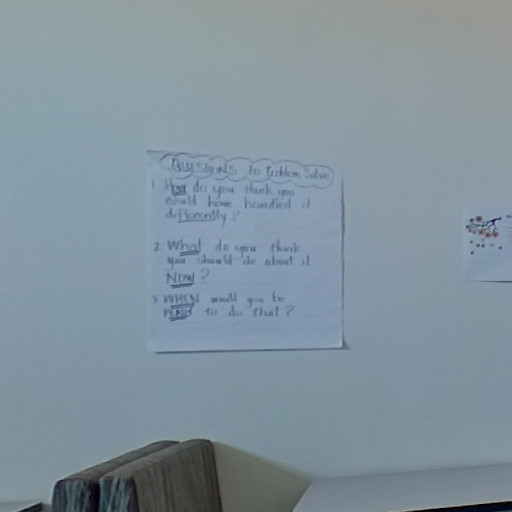 QUESTIONS to Problem Solve
1. How do you think you
could have handled it
differently?
2. What do you think
you should do about it
NOW?
3. WHEN would you be
READY to do that?